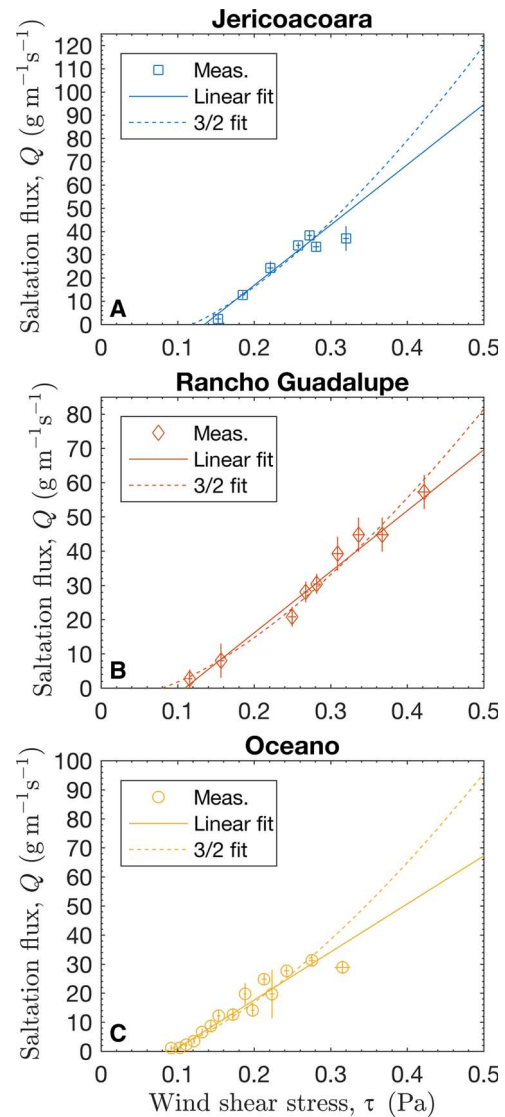 Jericoacoara
Saltation flux, Q (g m⁻¹s⁻¹)
120
110
100
90
80
70
60
50
40
30
20
10
0
Meas.
Linear fit
3/2 fit
A
0 0.1 0.2 0.3 0.4 0.5
Rancho Guadalupe
Saltation flux, Q (g m⁻¹s⁻¹)
80
70
60
50
40
30
20
10
0
Meas.
Linear fit
3/2 fit
B
0 0.1 0.2 0.3 0.4 0.5
Oceano
Saltation flux, Q (g m⁻¹s⁻¹)
100
90
80
70
60
50
40
30
20
10
0
Meas.
Linear fit
3/2 fit
C
0 0.1 0.2 0.3 0.4 0.5
Wind shear stress, τ (Pa)